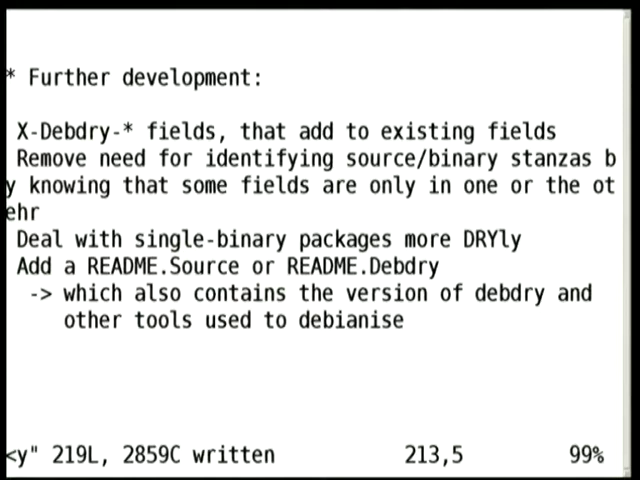 * Further development:
X-Debdry-* fields, that add to existing fields
Remove need for identifying source/binary stanzas b
y knowing that some fields are only in one or the ot
ehr
Deal with single-binary packages more DRYly
Add a README.Source or README.Debdry
-> which also contains the version of debdry and
other tools used to debianise
<y" 219L, 2859C written 213,5 99%